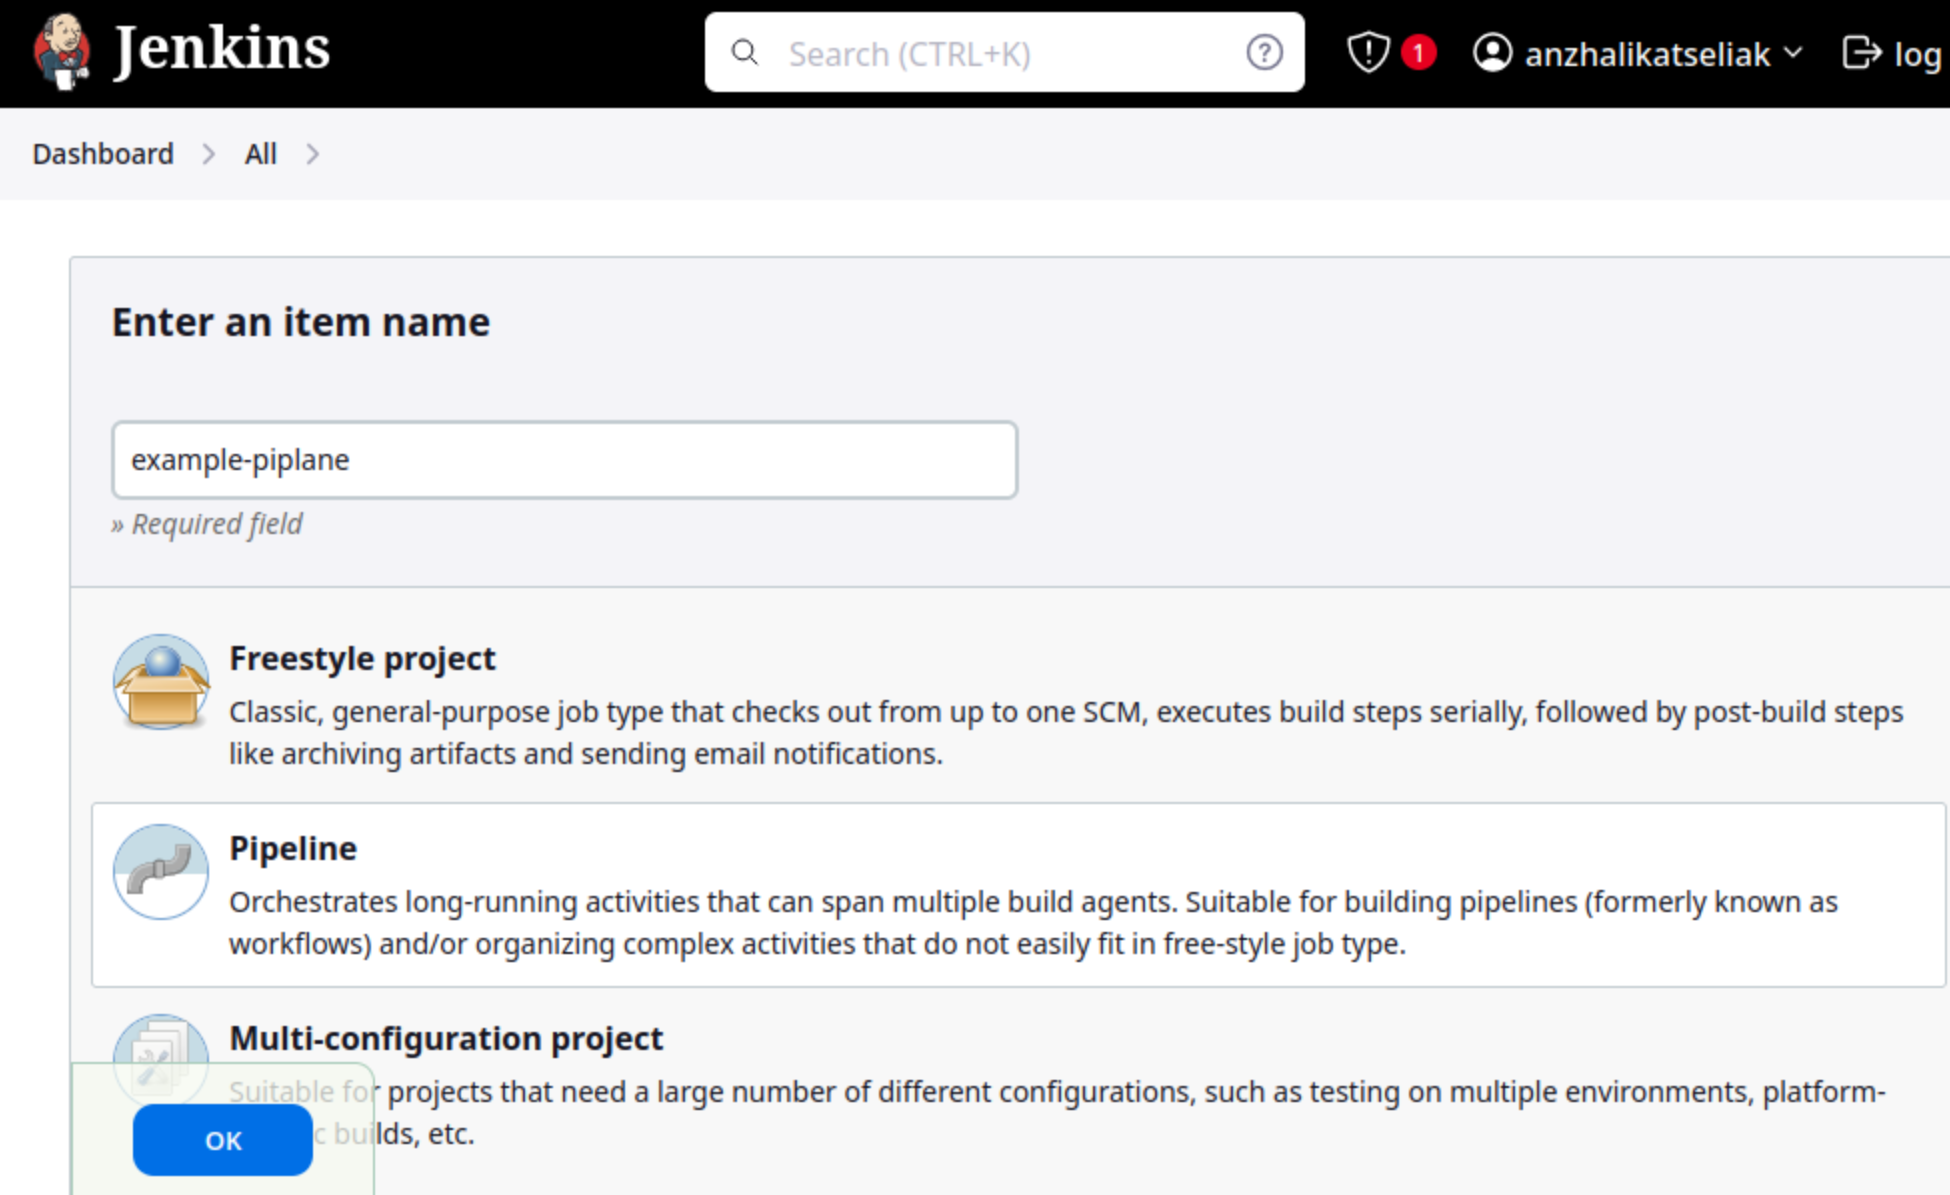 Jenkins
Search (CTRL+K)
1
anzhalikatseliak
log
Dashboard
All
Enter an item name
example-piplane
» Required field
Freestyle project
Classic, general-purpose job type that checks out from up to one SCM, executes build steps serially, followed by post-build steps
like archiving artifacts and sending email notifications.
Pipeline
Orchestrates long-running activities that can span multiple build agents. Suitable for building pipelines (formerly known as
workflows) and/or organizing complex activities that do not easily fit in free-style job type.
Multi-configuration project
Suitable for projects that need a large number of different configurations, such as testing on multiple environments, platform-
c builds, etc.
OK